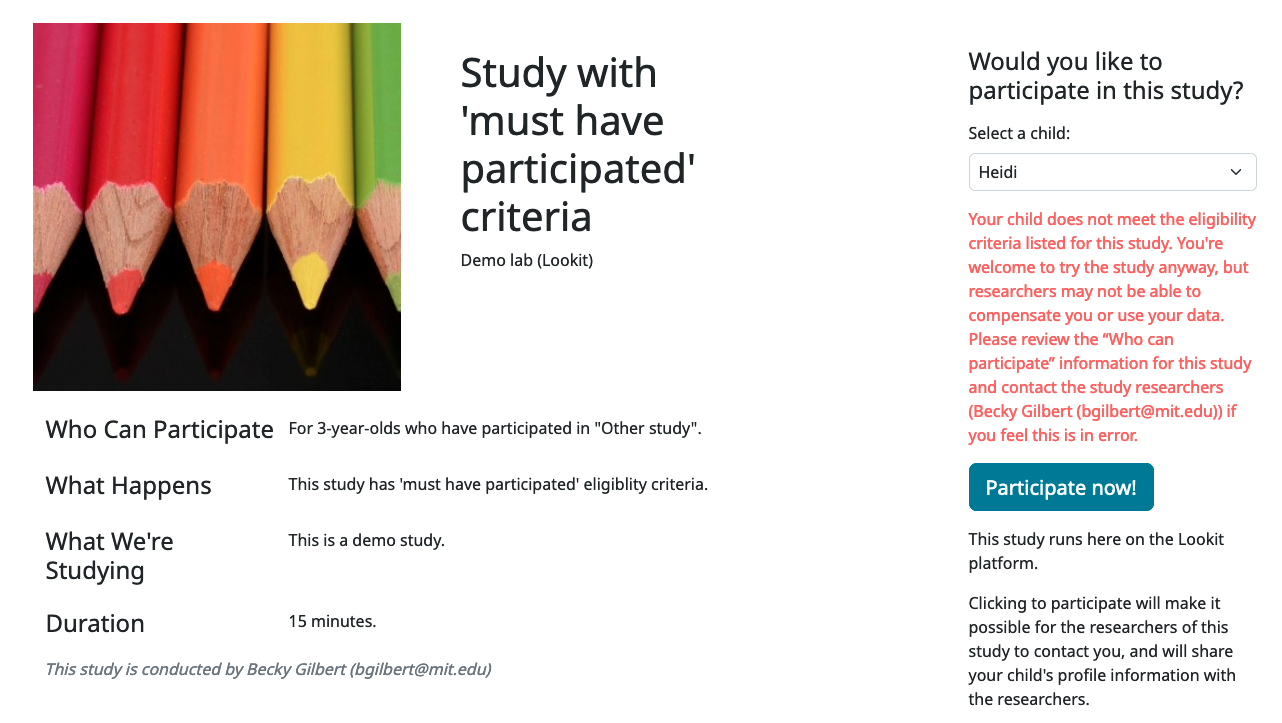 Study with
'must have
participated'
criteria
Demo lab (Lookit)
Who Can Participate
For 3-year-olds who have participated in "Other study".
What Happens
This study has 'must have participated' eligiblity criteria.
What We're
Studying
This is a demo study.
Duration
15 minutes.
This study is conducted by Becky Gilbert (bgilbert@mit.edu)
Would you like to
participate in this study?
Select a child:
Heidi
Your child does not meet the eligibility
criteria listed for this study. You're
welcome to try the study anyway, but
researchers may not be able to
compensate you or use your data.
Please review the “Who can
participate” information for this study
and contact the study researchers
(Becky Gilbert (bgilbert@mit.edu)) if
you feel this is in error.
Participate now!
This study runs here on the Lookit
platform.
Clicking to participate will make it
possible for the researchers of this
study to contact you, and will share
your child's profile information with
the researchers.